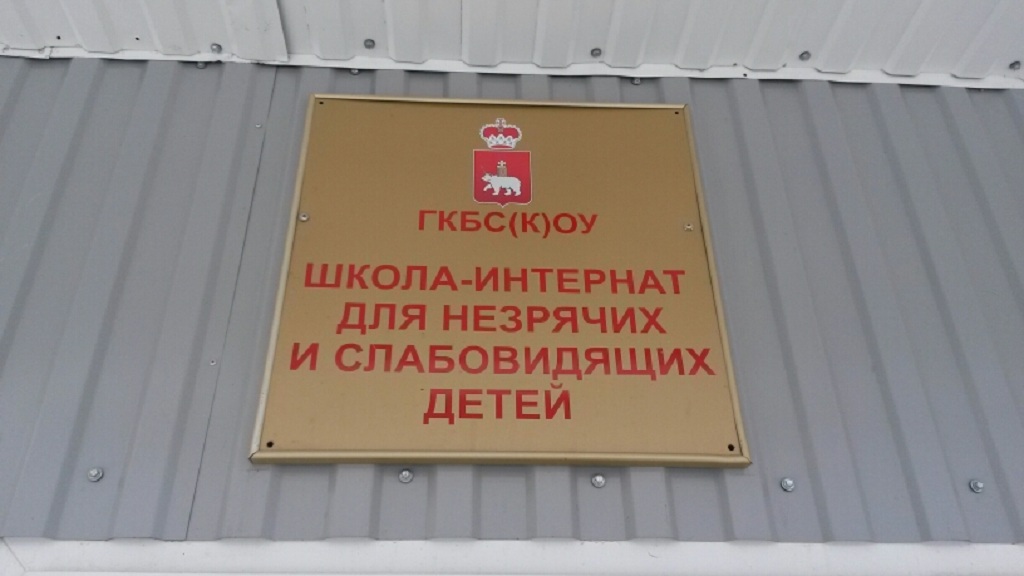 ГКБС(К)ОУ
ШКОЛА-ИНТЕРНАТ
ДЛЯ НЕЗРЯЧИХ
И СЛАБОВИДЯЩИХ
ДЕТЕЙ